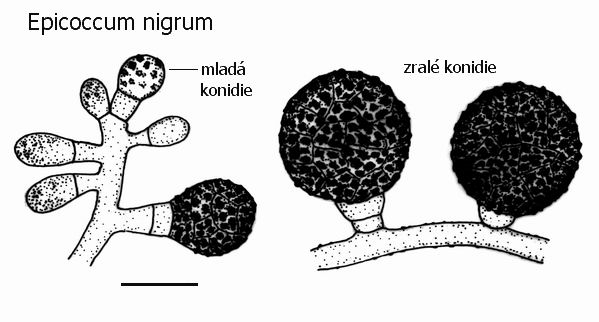 Epicoccum nigrum
mladá
konidie
zralé konidie